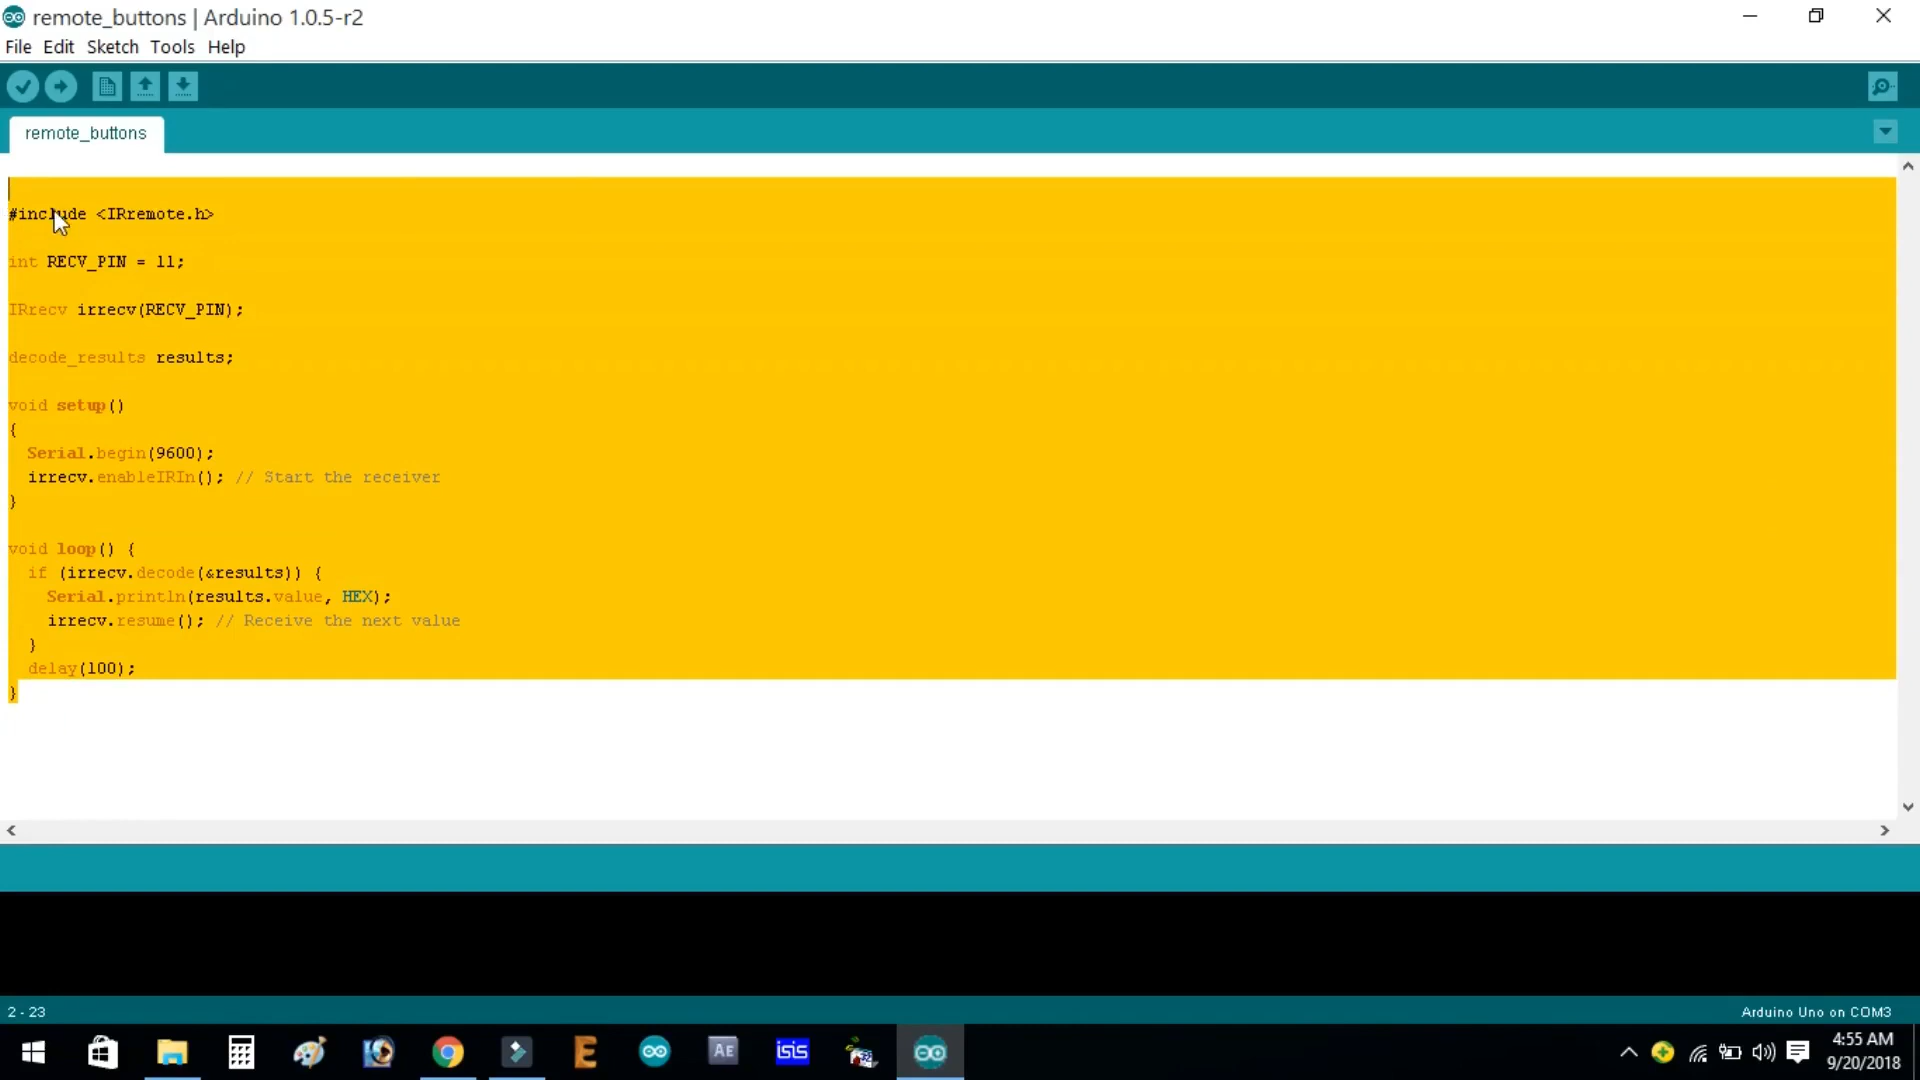 remote_buttons | Arduino 1.0.5-r2
File Edit Sketch Tools Help
remote_buttons
#include <IRremote.h>
int RECV_PIN = 11;
IRrecv irrecv(RECV_PIN);
decode_results results;
void setup()
{
Serial.begin(9600);
irrecv.enableIRIn(); // Start the receiver
}
void loop() {
if (irrecv.decode(&results)) {
Serial.println(results.value, HEX);
irrecv.resume(); // Receive the next value
}
delay(100);
}
2 - 23
Arduino Uno on COM3
E
AE
isis
4:55 AM
9/20/2018